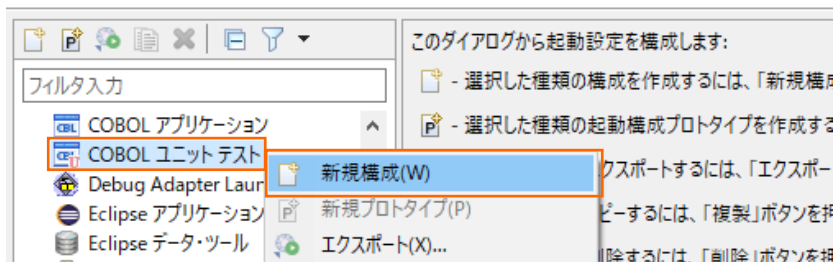 このダイアログから起動設定を構成します:
フィルタ入力
- 選択した種類の構成を作成するには、「新規構成
COBOL アプリケーション
- 選択した種類の起動構成プロトタイプを作成する
COBOL ユニット テスト
新規構成(W)
クスポートするには、「エクスポー
Debug Adapter Laun
新規プロトタイプ(P)
ピーするには、「複製」ボタンを押
Eclipse アプリケーション
Eclipse データ・ツール
エクスポート(X)...
削除するには、「削除」ボタンを押